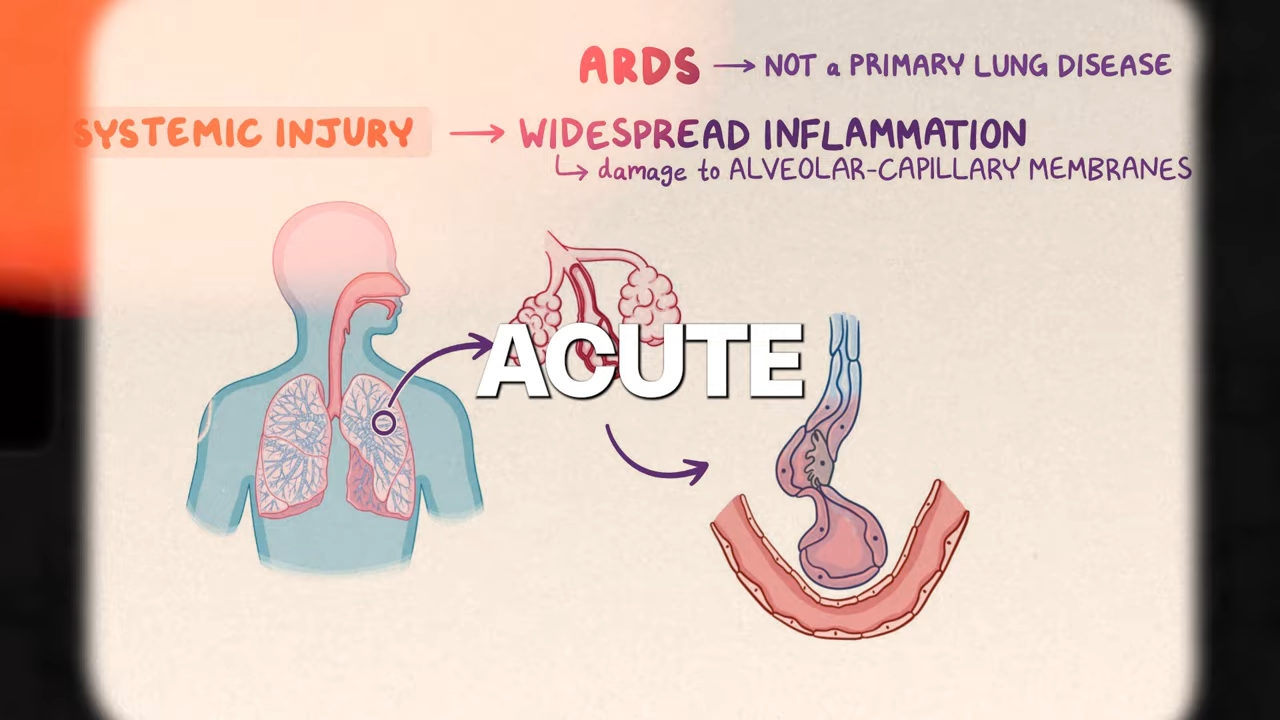 ARDS → NOT a PRIMARY LUNG DISEASE
SYSTEMIC INJURY → WIDESPREAD INFLAMMATION
↳ damage to ALVEOLAR-CAPILLARY MEMBRANES
ACUTE